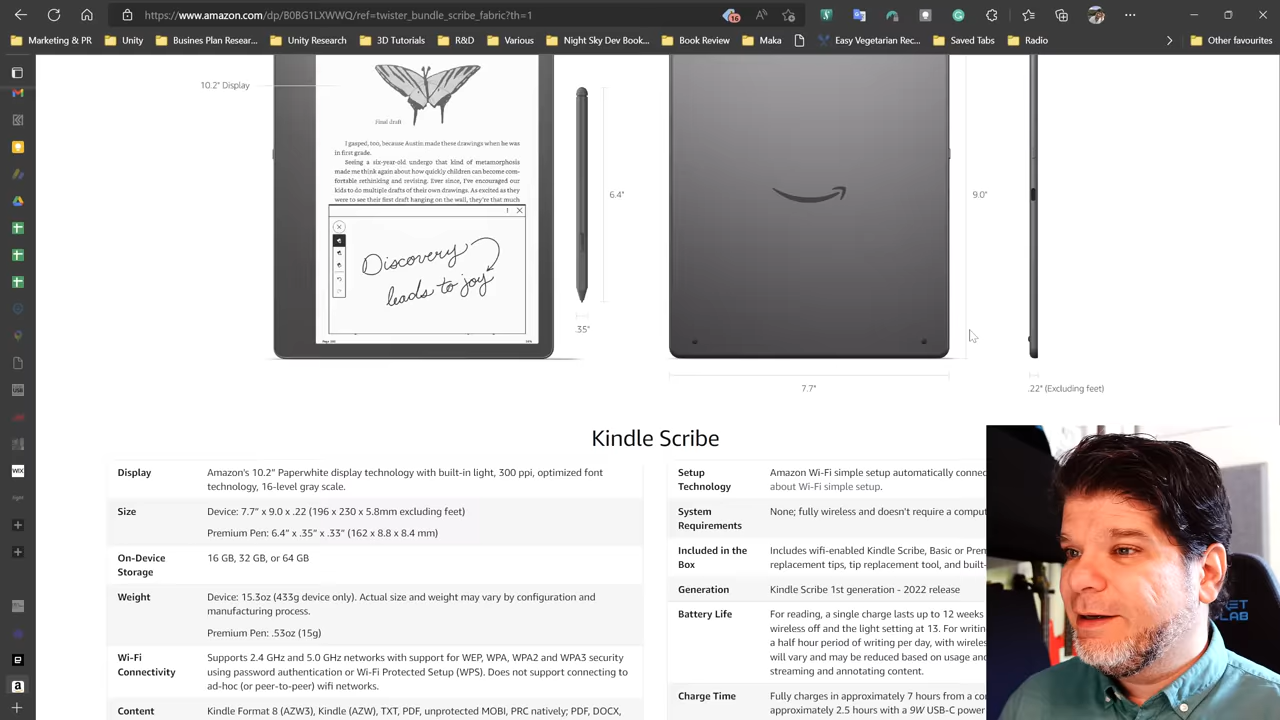 https://www.amazon.com/dp/B0BG1LXWWQ/ref=twister_bundle_scribe_fabric?th=1
16
Marketing & PR
Unity
Busines Plan Resear...
Unity Research
3D Tutorials
Various
Night Sky Dev Book...
Book Review
Maka
Easy Vegetarian Rec...
Saved Tabs
Radio
Other favourites
10.2" Display
Final draft
I gasped, too, because Austin made these drawings when he was
in first grade.
Seeing a six-year-old undergo that kind of metamorphosis
made me think again about how quickly children can become com-
fortable rethinking and revising. Ever since, I've encouraged our
kids to do multiple drafts of their own drawings. As excited as they
were to see their first draft hanging on the wall, they're that much
Discovery
leads to joy
6.4"
.35"
9.0"
7.7"
.22" (Excluding feet)
USB
WIX
Kindle Scribe
Display
Amazon's 10.2" Paperwhite display technology with built-in light, 300 ppi, optimized font
technology, 16-level gray scale.
Size
Device: 7.7" x 9.0 x .22 (196 x 230 x 5.8mm excluding feet)
Premium Pen: 6.4" x .35" x .33" (162 x 8.8 x 8.4 mm)
On-Device
Storage
16 GB, 32 GB, or 64 GB
Weight
Device: 15.3oz (433g device only). Actual size and weight may vary by configuration and
manufacturing process.
Premium Pen: .53oz (15g)
Wi-Fi
Connectivity
Supports 2.4 GHz and 5.0 GHz networks with support for WEP, WPA, WPA2 and WPA3 security
using password authentication or Wi-Fi Protected Setup (WPS). Does not support connecting to
ad-hoc (or peer-to-peer) wifi networks.
Content
Kindle Format 8 (AZW3), Kindle (AZW), TXT, PDF, unprotected MOBI, PRC natively; PDF, DOCX,
Setup
Technology
Amazon Wi-Fi simple setup automatically connec
about Wi-Fi simple setup.
System
Requirements
None; fully wireless and doesn't require a comput
Included in the
Box
Includes wifi-enabled Kindle Scribe, Basic or Prem
replacement tips, tip replacement tool, and built-
Generation
Kindle Scribe 1st generation - 2022 release
Battery Life
For reading, a single charge lasts up to 12 weeks
wireless off and the light setting at 13. For writin
a half hour period of writing per day, with wireles
will vary and may be reduced based on usage and
streaming and annotating content.
Charge Time
Fully charges in approximately 7 hours from a co
approximately 2.5 hours with a 9W USB-C power
ET
LAB